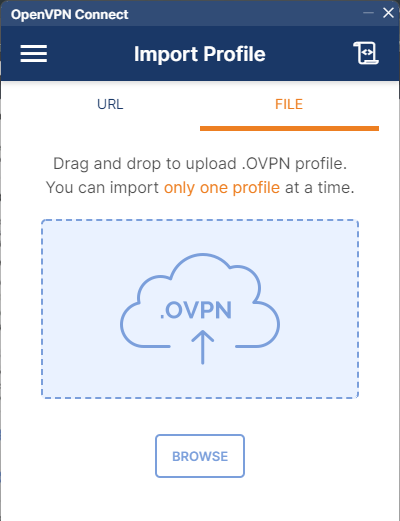 OpenVPN Connect
Import Profile
URL
FILE
Drag and drop to upload .OVPN profile.
You can import only one profile at a time.
.OVPN
BROWSE